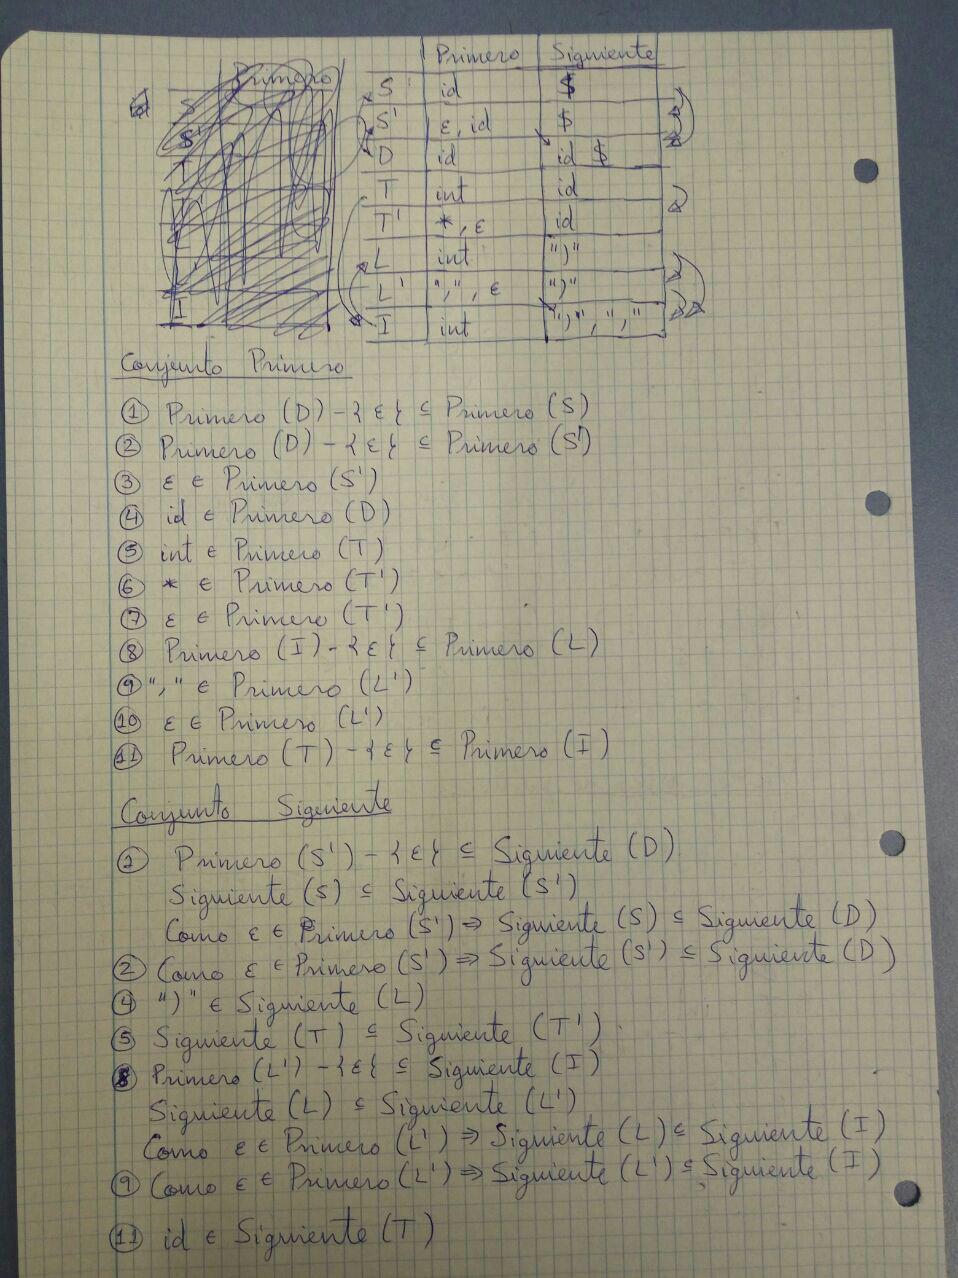 Primero
S
S'
T
L
I
Primero Siguiente
S id $
S' ε, id $
D id id $
T int id
T' *, ε id
L int ")"
L' ",", ε ")"
I int ")", ","
Conjunto Primero
① Primero (D) - {ε} ⊆ Primero (S)
② Primero (D) - {ε} ⊆ Primero (S')
③ ε ∈ Primero (S')
④ id ∈ Primero (D)
⑤ int ∈ Primero (T)
⑥ * ∈ Primero (T')
⑦ ε ∈ Primero (T')
⑧ Primero (I) - {ε} ⊆ Primero (L)
⑨ "," ∈ Primero (L')
⑩ ε ∈ Primero (L')
⑪ Primero (T) - {ε} ⊆ Primero (I)
Conjunto Siguiente
① Primero (S') - {ε} ⊆ Siguiente (D)
Siguiente (S) ⊆ Siguiente (S')
Como ε ∈ Primero (S') ⇒ Siguiente (S) ⊆ Siguiente (D)
② Como ε ∈ Primero (S') ⇒ Siguiente (S') ⊆ Siguiente (D)
④ ")" ∈ Siguiente (L)
⑤ Siguiente (T) ⊆ Siguiente (T')
⑧ Primero (L') - {ε} ⊆ Siguiente (I)
Siguiente (L) ⊆ Siguiente (L')
Como ε ∈ Primero (L') ⇒ Siguiente (L) ⊆ Siguiente (I)
⑨ Como ε ∈ Primero (L') ⇒ Siguiente (L') ⊆ Siguiente (I)
⑪ id ∈ Siguiente (T)